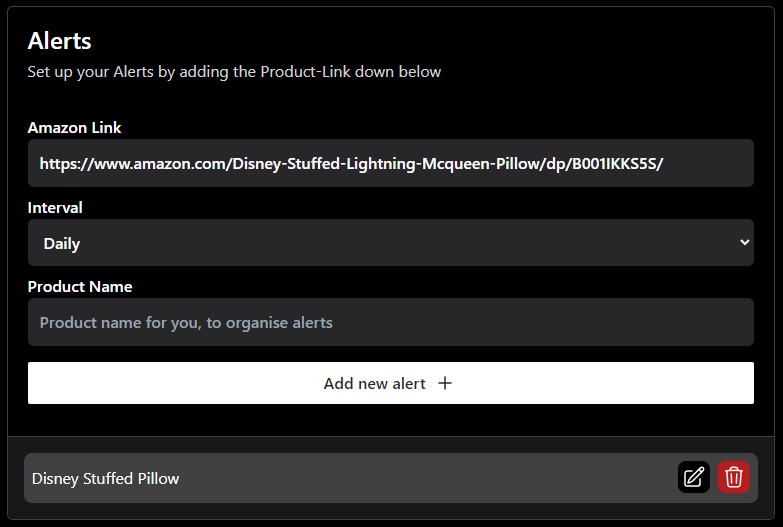 Alerts
Set up your Alerts by adding the Product-Link down below
Amazon Link
https://www.amazon.com/Disney-Stuffed-Lightning-Mcqueen-Pillow/dp/B001IKKS5S/
Interval
Daily
Product Name
Product name for you, to organise alerts
Add new alert +
Disney Stuffed Pillow